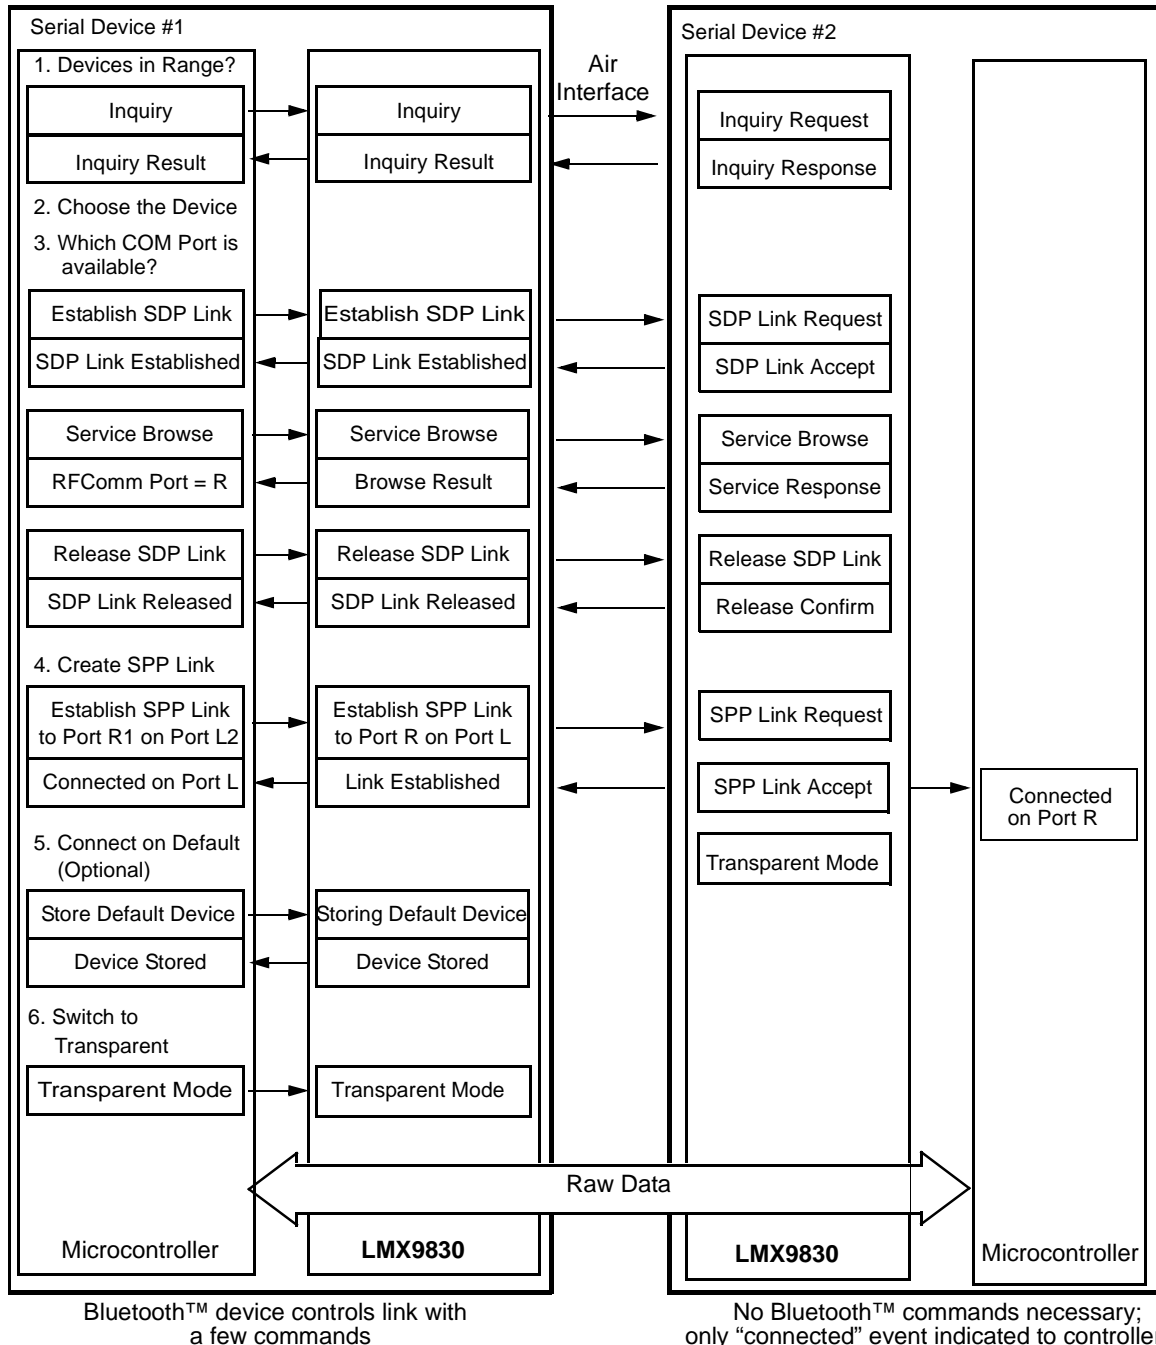 Serial Device #1
1. Devices in Range?
Inquiry
Inquiry Result
2. Choose the Device
3. Which COM Port is
available?
Establish SDP Link
SDP Link Established
Service Browse
RFComm Port = R
Release SDP Link
SDP Link Released
4. Create SPP Link
Establish SPP Link
to Port R1 on Port L2
Connected on Port L
5. Connect on Default
(Optional)
Store Default Device
Device Stored
6. Switch to
Transparent
Transparent Mode
Microcontroller
Inquiry
Inquiry Result
Establish SDP Link
SDP Link Established
Service Browse
Browse Result
Release SDP Link
SDP Link Released
Establish SPP Link
to Port R on Port L
Link Established
Storing Default Device
Device Stored
Transparent Mode
LMX9830
Air
Interface
Raw Data
Serial Device #2
Inquiry Request
Inquiry Response
SDP Link Request
SDP Link Accept
Service Browse
Service Response
Release SDP Link
Release Confirm
SPP Link Request
SPP Link Accept
Transparent Mode
LMX9830
Connected
on Port R
Microcontroller
Bluetooth™ device controls link with
a few commands
No Bluetooth™ commands necessary;
only “connected” event indicated to controller